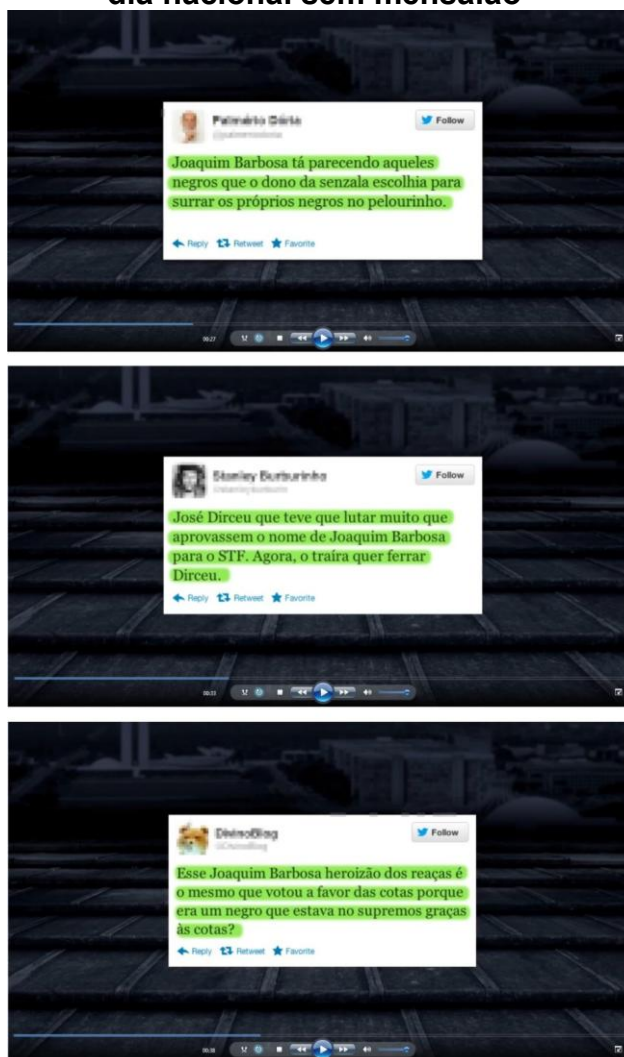 dia nacional sem mensalão
Palmério Dória
Follow
Joaquim Barbosa tá parecendo aqueles
negros que o dono da senzala escolhia para
surrar os próprios negros no pelourinho.
Reply Retweet Favorite
00:27
Stanley Burburinho
Follow
José Dirceu que teve que lutar muito que
aprovassem o nome de Joaquim Barbosa
para o STF. Agora, o traíra quer ferrar
Dirceu.
Reply Retweet Favorite
00:33
DivinoBlog
Follow
Esse Joaquim Barbosa heroizão dos reaças é
o mesmo que votou a favor das cotas porque
era um negro que estava no supremos graças
às cotas?
Reply Retweet Favorite